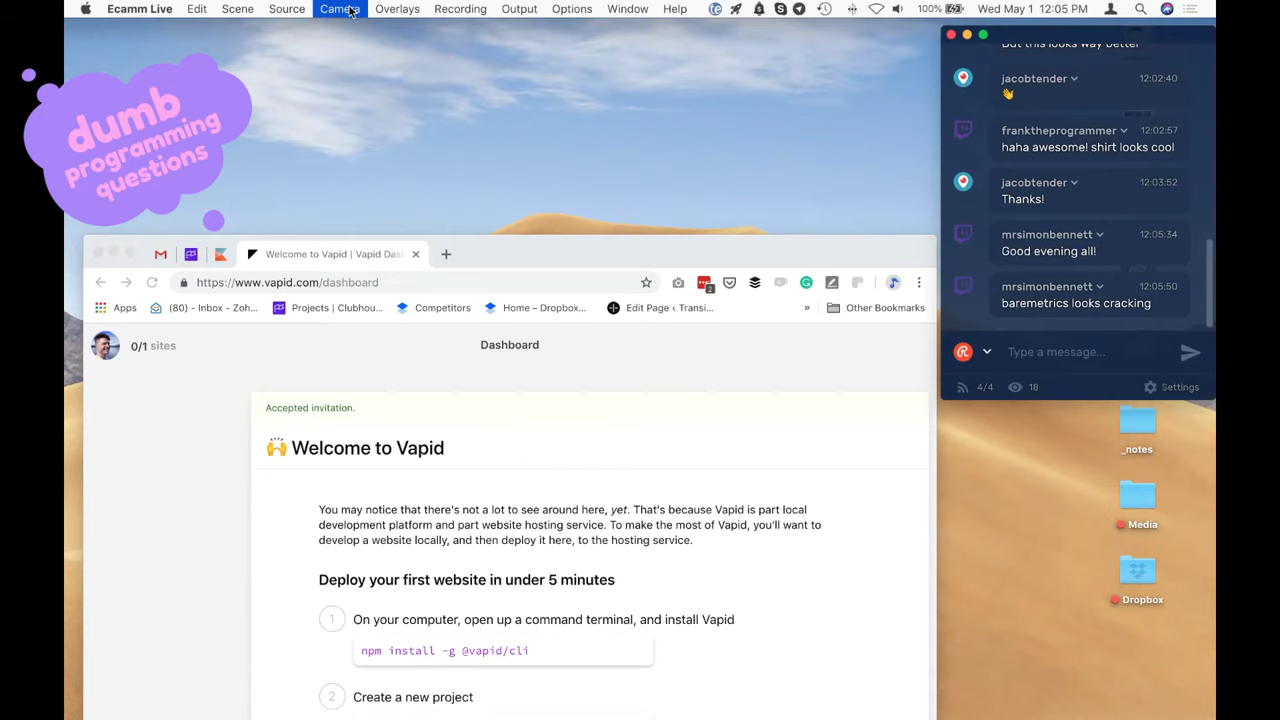 Ecamm Live Edit Scene Source Camera Overlays Recording Output Options Window Help 100% Wed May 1 12:05 PM
dumb
programming
questions
But this looks way better
jacobtender 12:02:40
👋
franktheprogrammer 12:02:57
haha awesome! shirt looks cool
jacobtender 12:03:52
Thanks!
mrsimonbennett 12:05:34
Good evening all!
mrsimonbennett 12:05:50
baremetrics looks cracking
Type a message...
4/4 18 Settings
Welcome to Vapid | Vapid Das
https://www.vapid.com/dashboard
2
Apps (80) - Inbox - Zoh... Projects | Clubhou... Competitors Home – Dropbox... Edit Page ‹ Transi... » Other Bookmarks
0/1 sites
Dashboard
Accepted invitation.
🙌 Welcome to Vapid
You may notice that there's not a lot to see around here, yet. That's because Vapid is part local
development platform and part website hosting service. To make the most of Vapid, you'll want to
develop a website locally, and then deploy it here, to the hosting service.
Deploy your first website in under 5 minutes
1 On your computer, open up a command terminal, and install Vapid
npm install -g @vapid/cli
2 Create a new project
_notes
Media
Dropbox